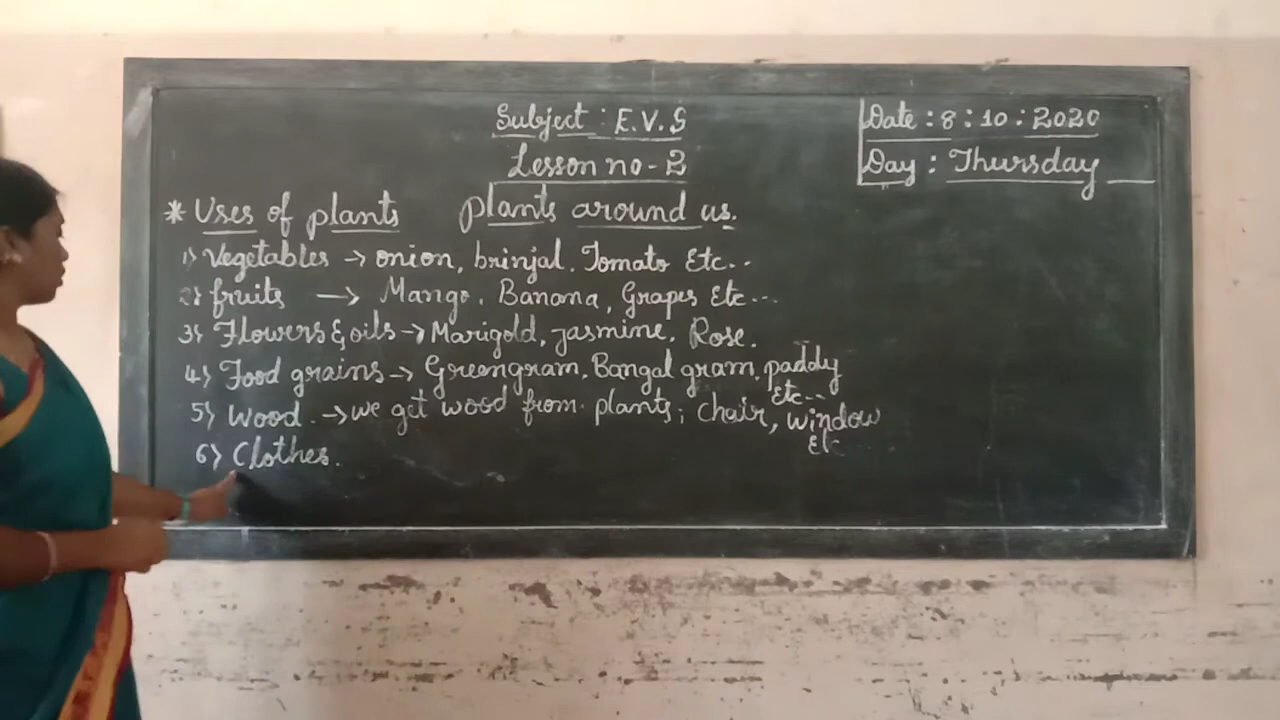 Subject : E.V.S
Date : 8 : 10 : 2020
Lesson no - 2
Day : Thursday
* Uses of plants plants around us.
1) Vegetables → onion, brinjal. Tomato Etc..
2) fruits → Mango, Banana, Grapes Etc...
3) Flowers & oils → Marigold, jasmine, Rose.
4) Food grains → Greengram, Bangal gram, paddy
Etc..
5) Wood. → we get wood from plants; chair, window
Etc
6) Clothes.